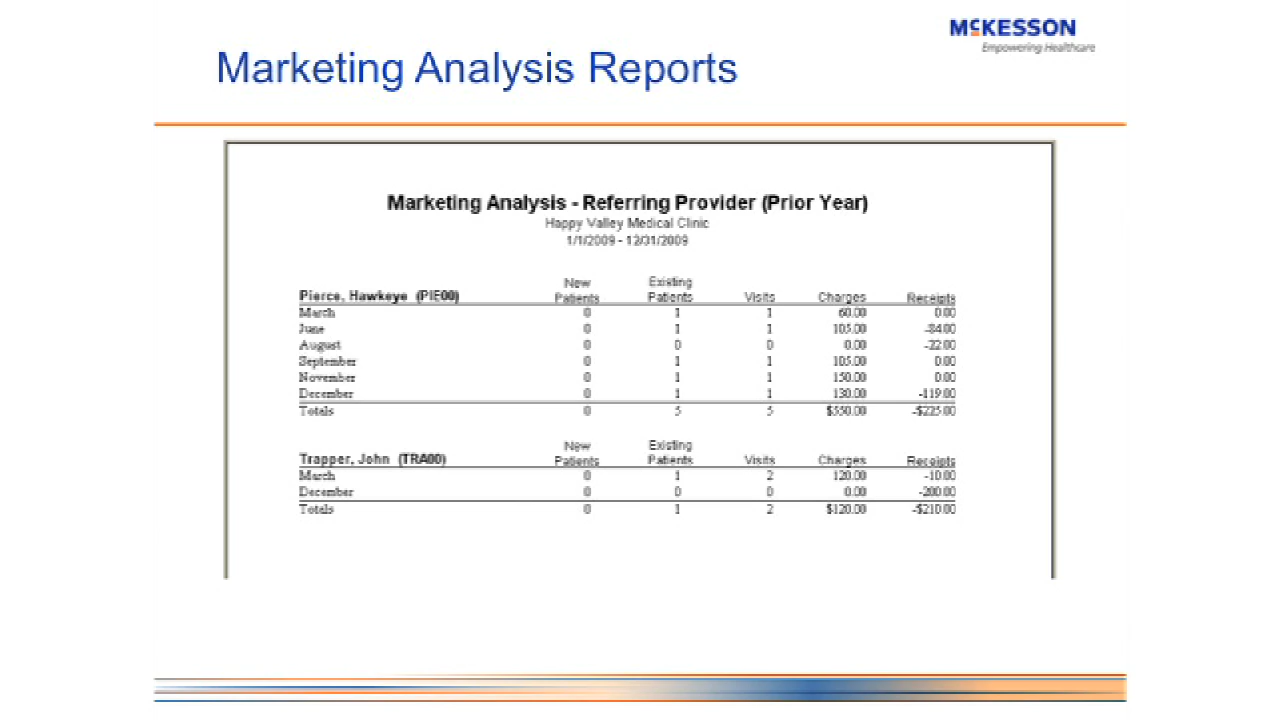 McKESSON
Empowering Healthcare
Marketing Analysis Reports
Marketing Analysis - Referring Provider (Prior Year)
Happy Valley Medical Clinic
1/1/2009 - 12/31/2009
Pierce, Hawkeye (PIE00) New Patients Existing Patients Visits Charges Receipts
March 0 1 1 60.00 0.00
June 0 1 1 105.00 -84.00
August 0 0 0 0.00 -22.00
September 0 1 1 105.00 0.00
November 0 1 1 150.00 0.00
December 0 1 1 130.00 -119.00
Totals 0 5 5 $550.00 -$225.00
Trapper, John (TRA00) New Patients Existing Patients Visits Charges Receipts
March 0 1 2 120.00 -10.00
December 0 0 0 0.00 -200.00
Totals 0 1 2 $120.00 -$210.00